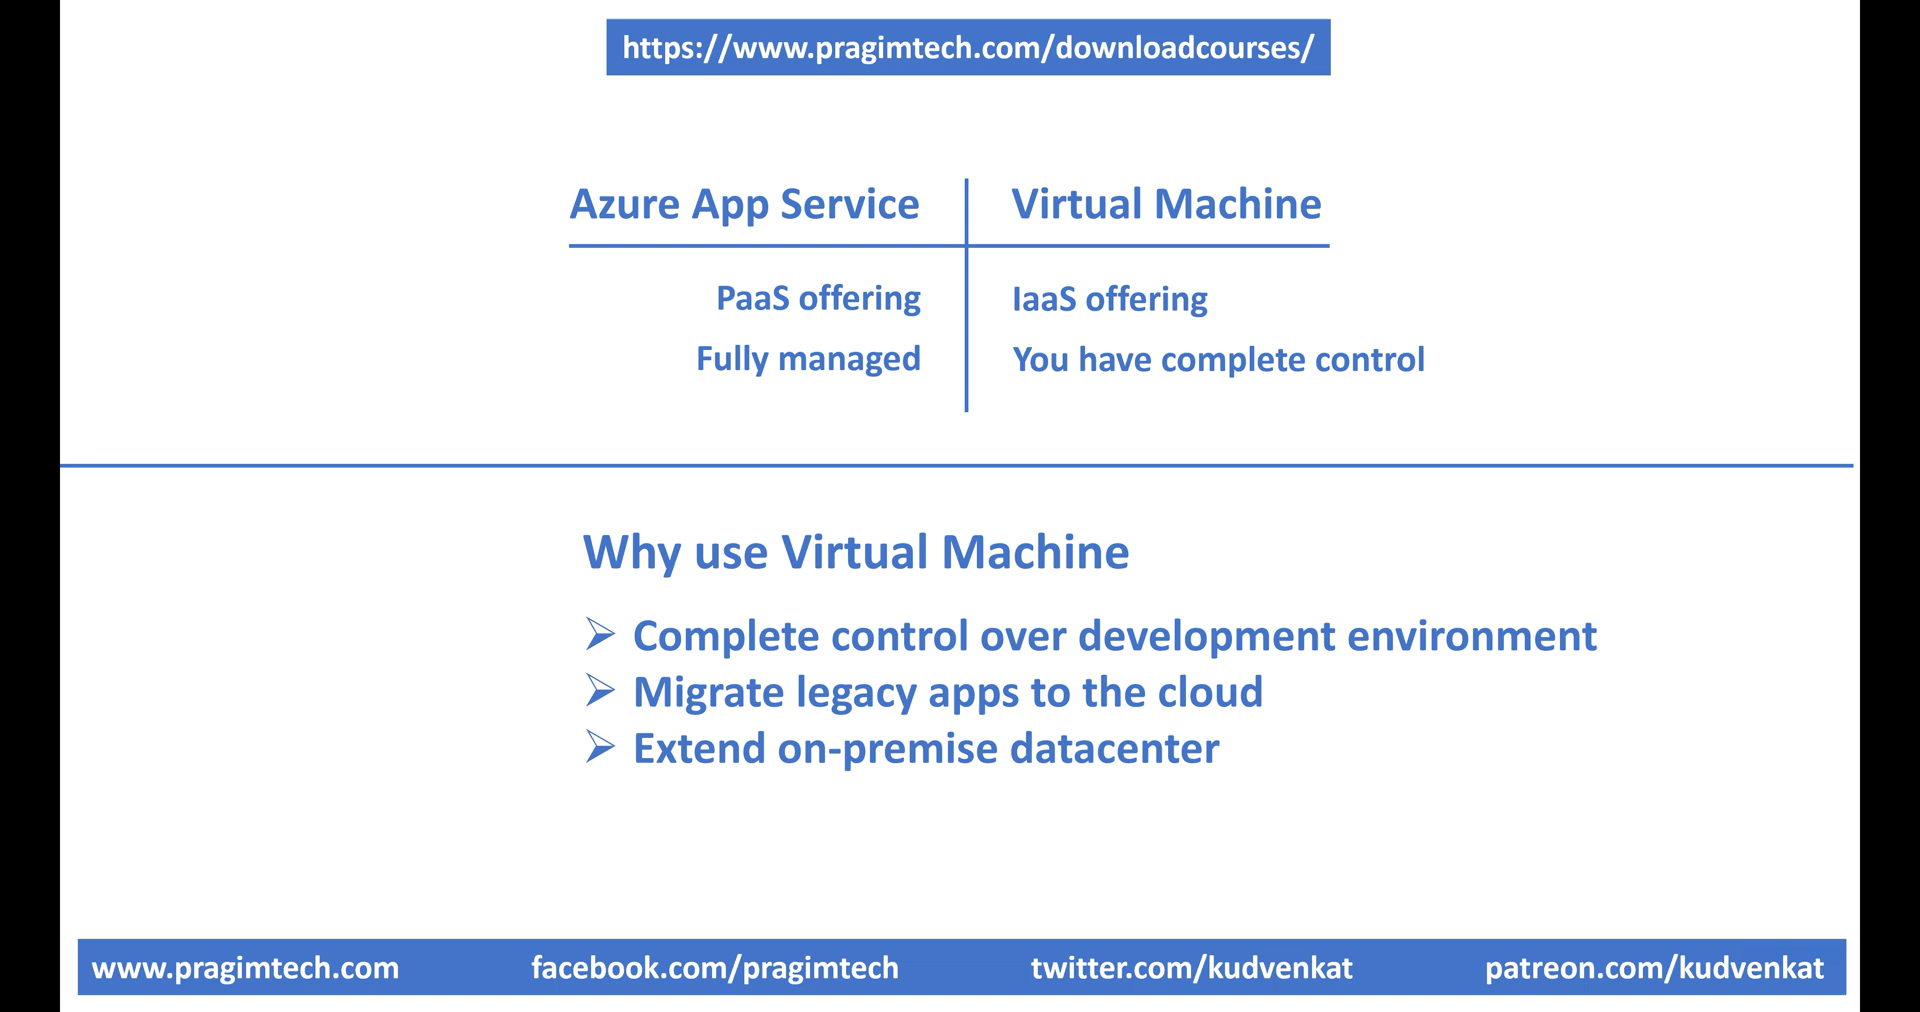 https://www.pragimtech.com/downloadcourses/
Azure App Service Virtual Machine
PaaS offering IaaS offering
Fully managed You have complete control
Why use Virtual Machine
Complete control over development environment
Migrate legacy apps to the cloud
Extend on-premise datacenter
www.pragimtech.com facebook.com/pragimtech twitter.com/kudvenkat patreon.com/kudvenkat